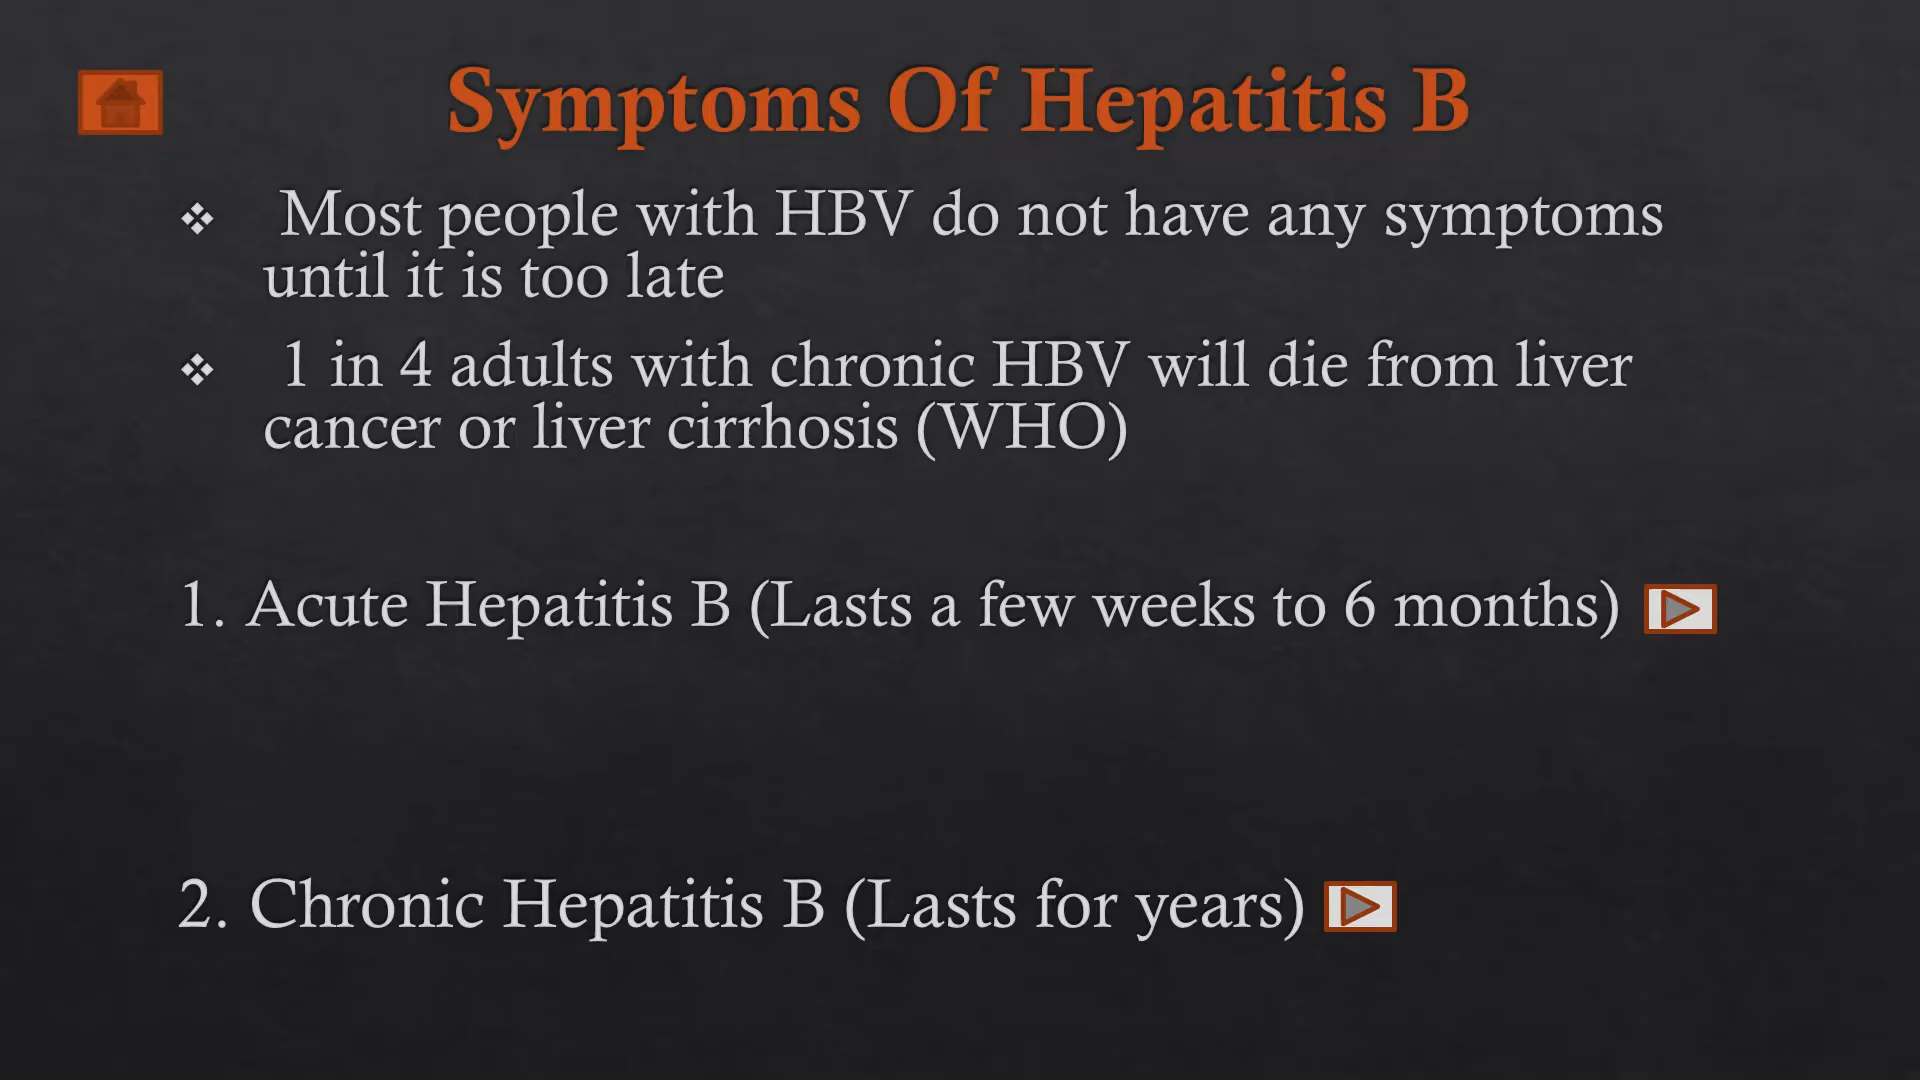 Symptoms Of Hepatitis B
❖ Most people with HBV do not have any symptoms
until it is too late
❖ 1 in 4 adults with chronic HBV will die from liver
cancer or liver cirrhosis (WHO)
1. Acute Hepatitis B (Lasts a few weeks to 6 months)
2. Chronic Hepatitis B (Lasts for years)